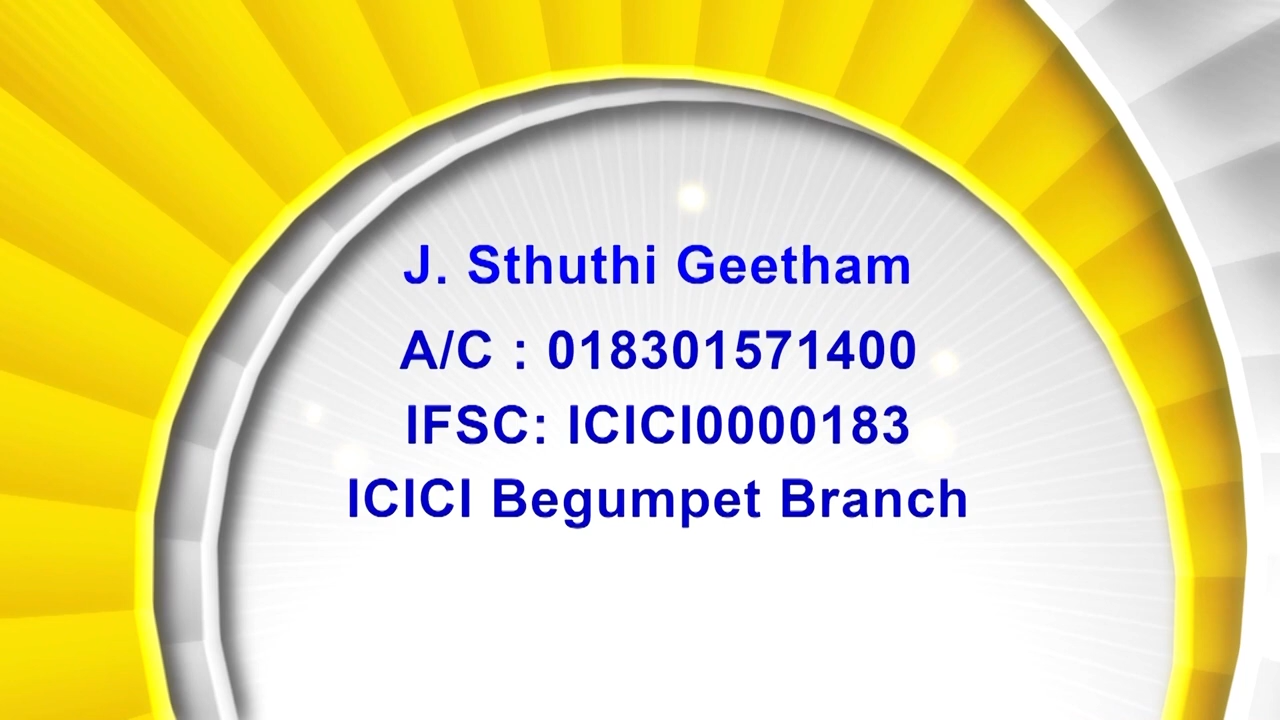 J. Sthuthi Geetham
A/C : 018301571400
IFSC: ICICI0000183
ICICI Begumpet Branch